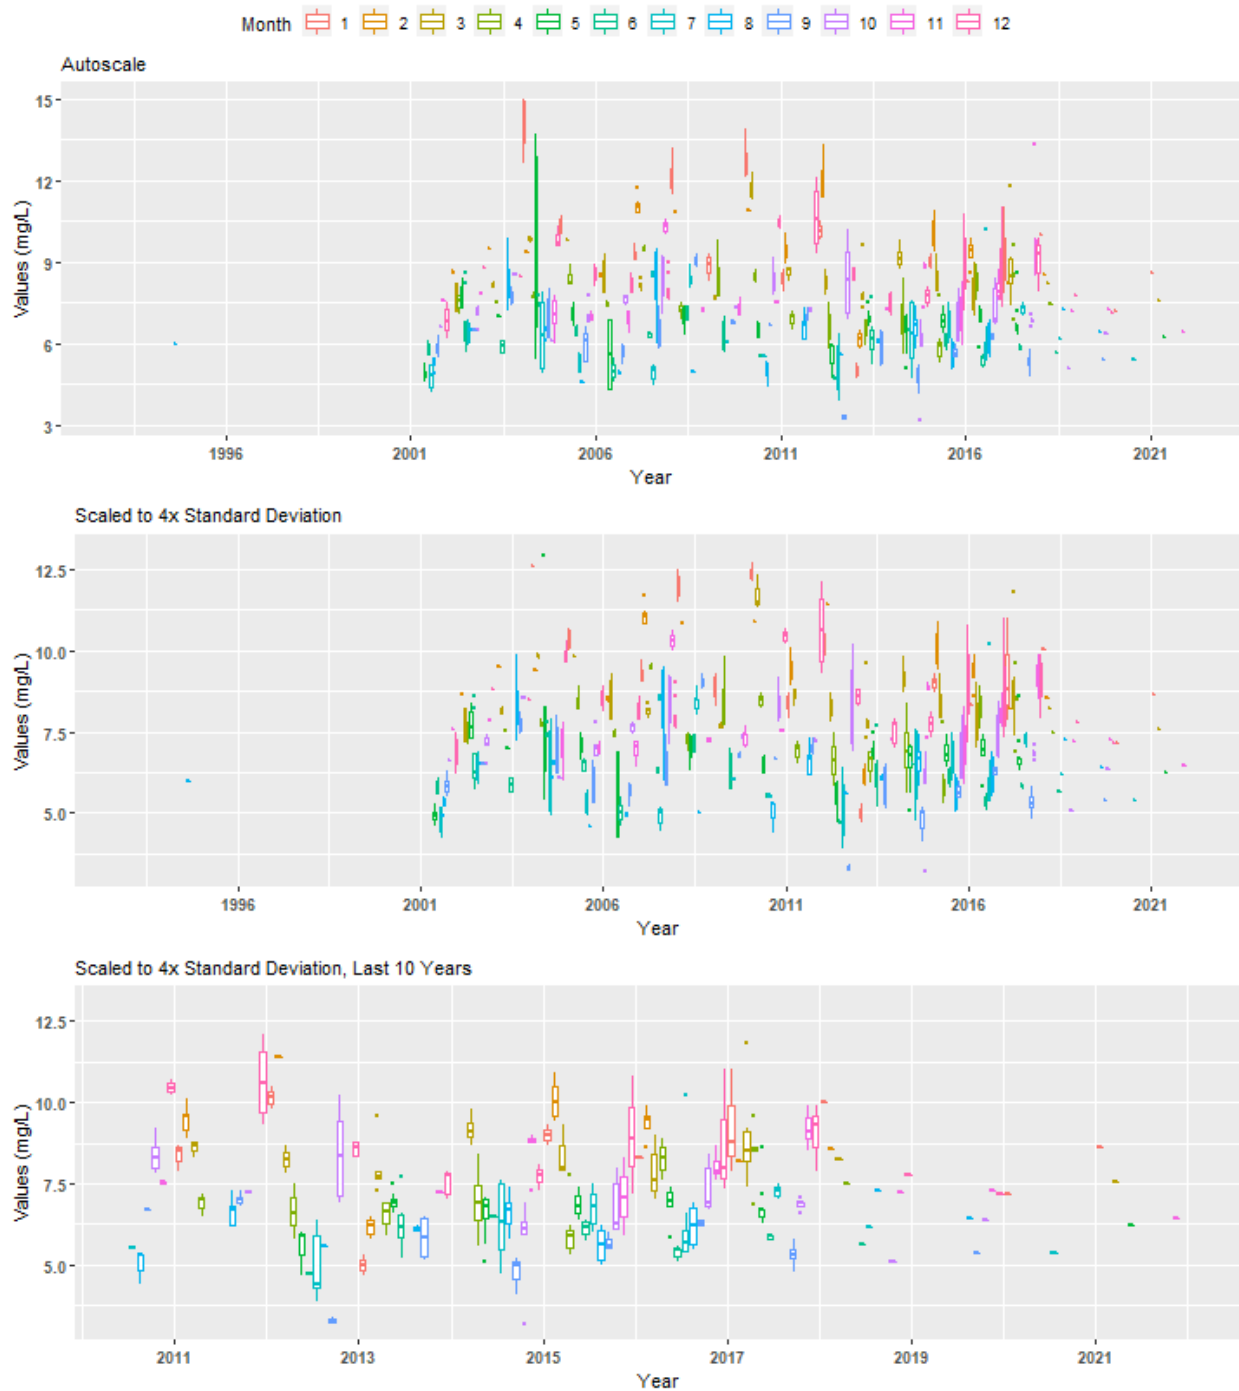 Month 1 2 3 4 5 6 7 8 9 10 11 12
Autoscale
15
12
9
6
3
Values (mg/L)
1996 2001 2006 2011 2016 2021
Year
Scaled to 4x Standard Deviation
12.5
10.0
7.5
5.0
Values (mg/L)
1996 2001 2006 2011 2016 2021
Year
Scaled to 4x Standard Deviation, Last 10 Years
12.5
10.0
7.5
5.0
Values (mg/L)
2011 2013 2015 2017 2019 2021
Year